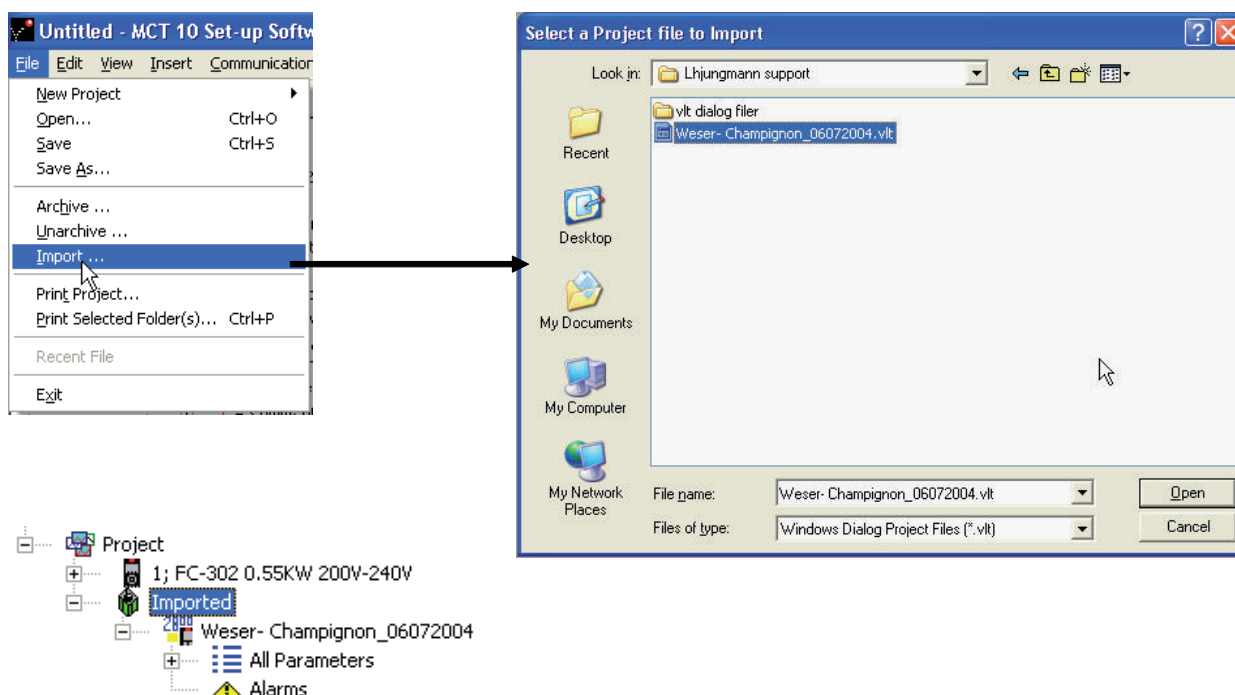 Untitled - MCT 10 Set-up Softw
File Edit View Insert Communication
New Project
Open... Ctrl+O
Save Ctrl+S
Save As...
Archive ...
Unarchive ...
Import ...
Print Project...
Print Selected Folder(s)... Ctrl+P
Recent File
Exit
Select a Project file to Import
Look in: Lhjungmann support
vlt dialog filer
Weser- Champignon_06072004.vlt
Recent
Desktop
My Documents
My Computer
My Network
Places
File name: Weser- Champignon_06072004.vlt Open
Files of type: Windows Dialog Project Files (*.vlt) Cancel
Project
1; FC-302 0.55KW 200V-240V
Imported
Weser- Champignon_06072004
All Parameters
Alarms